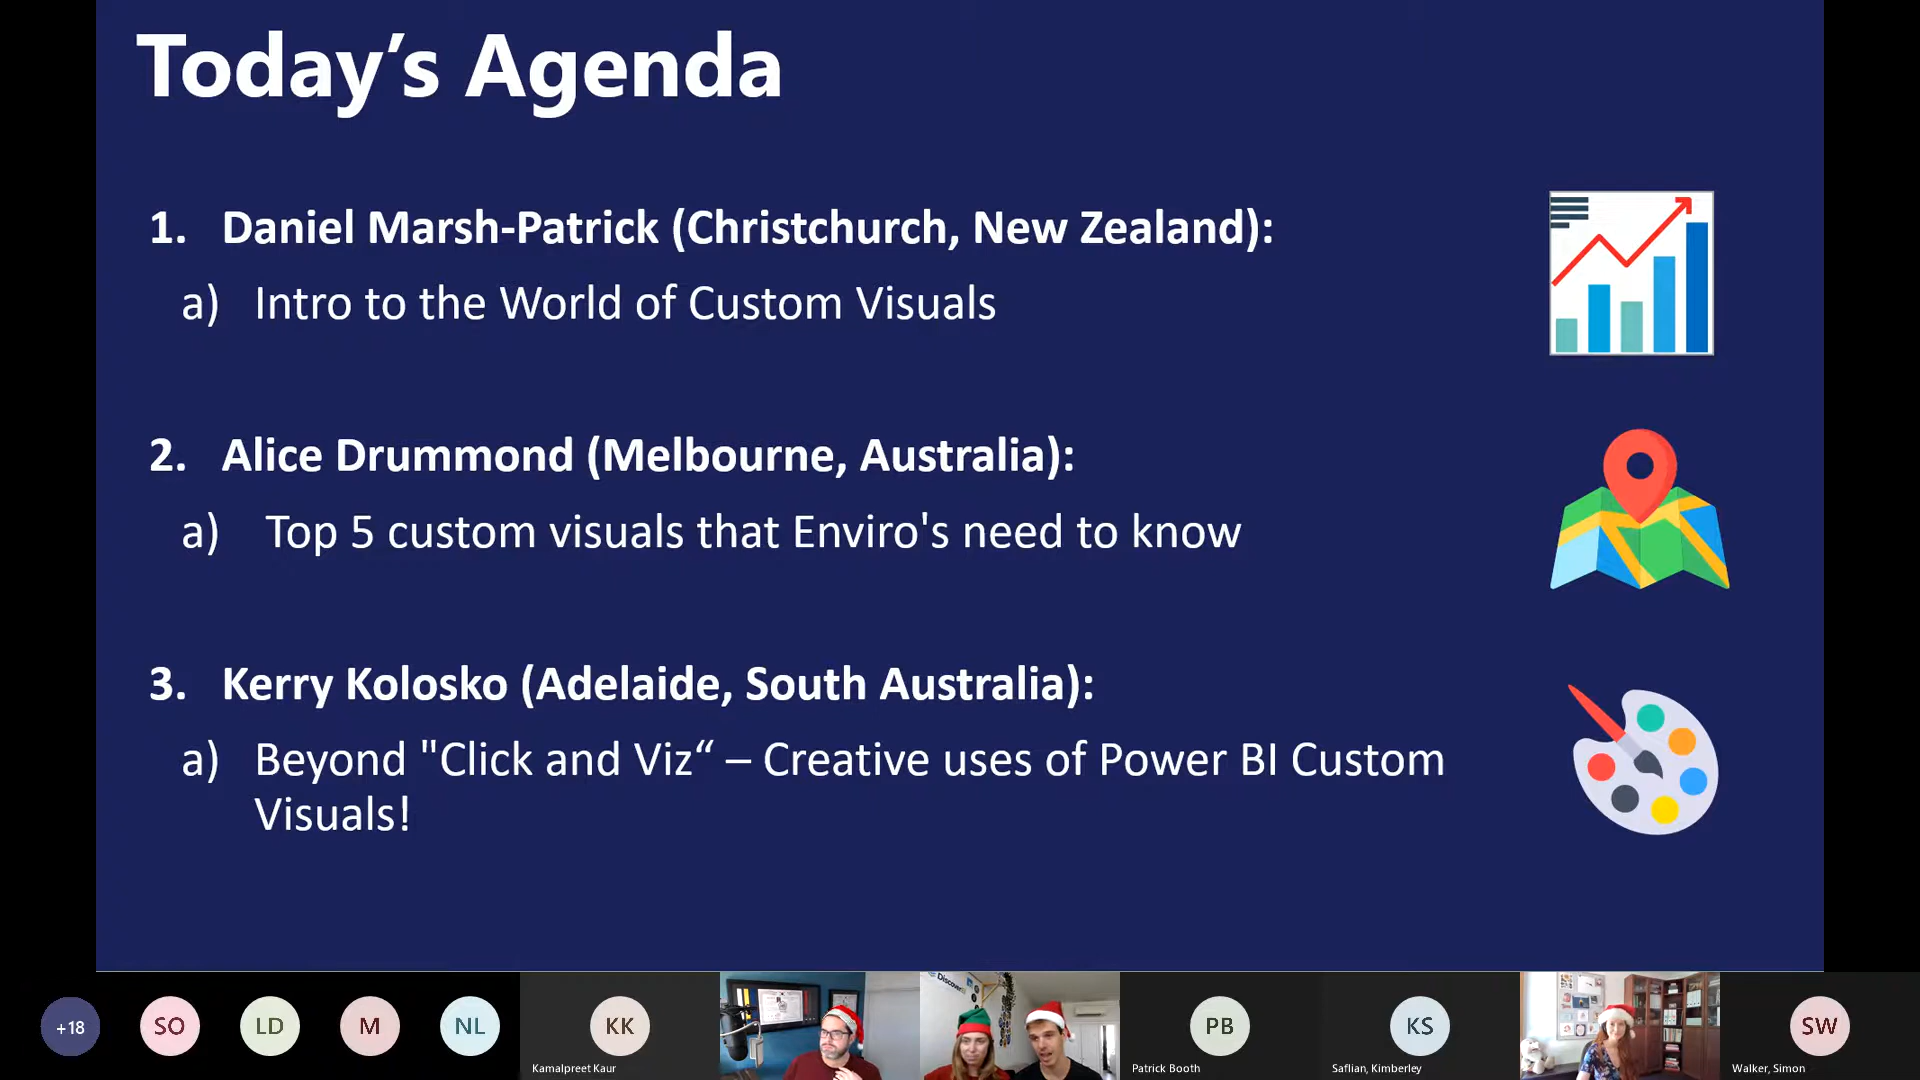 Today’s Agenda
1. Daniel Marsh-Patrick (Christchurch, New Zealand):
a) Intro to the World of Custom Visuals
2. Alice Drummond (Melbourne, Australia):
a) Top 5 custom visuals that Enviro's need to know
3. Kerry Kolosko (Adelaide, South Australia):
a) Beyond "Click and Viz“ – Creative uses of Power BI Custom
Visuals!
+18
SO
LD
M
NL
KK
Kamalpreet Kaur
Discover
PB
Patrick Booth
KS
Saflian, Kimberley
SW
Walker, Simon